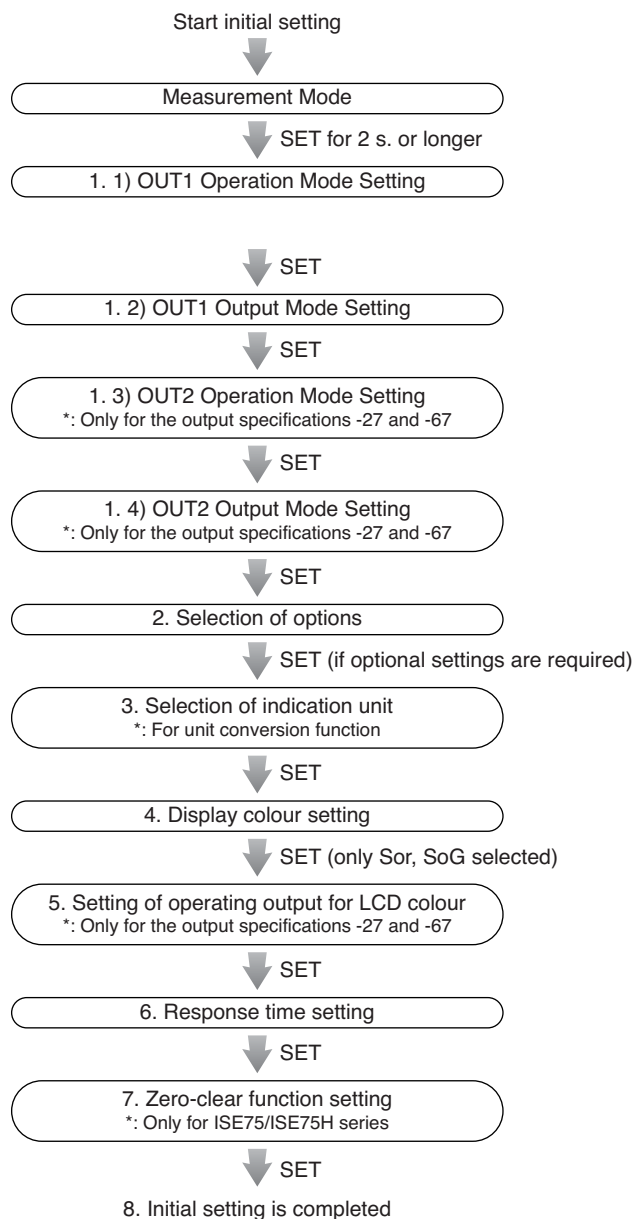 Start initial setting
Measurement Mode
SET for 2 s. or longer
1. 1) OUT1 Operation Mode Setting
SET
1. 2) OUT1 Output Mode Setting
SET
1. 3) OUT2 Operation Mode Setting
*: Only for the output specifications -27 and -67
SET
1. 4) OUT2 Output Mode Setting
*: Only for the output specifications -27 and -67
SET
2. Selection of options
SET (if optional settings are required)
3. Selection of indication unit
*: For unit conversion function
SET
4. Display colour setting
SET (only Sor, SoG selected)
5. Setting of operating output for LCD colour
*: Only for the output specifications -27 and -67
SET
6. Response time setting
SET
7. Zero-clear function setting
*: Only for ISE75/ISE75H series
SET
8. Initial setting is completed